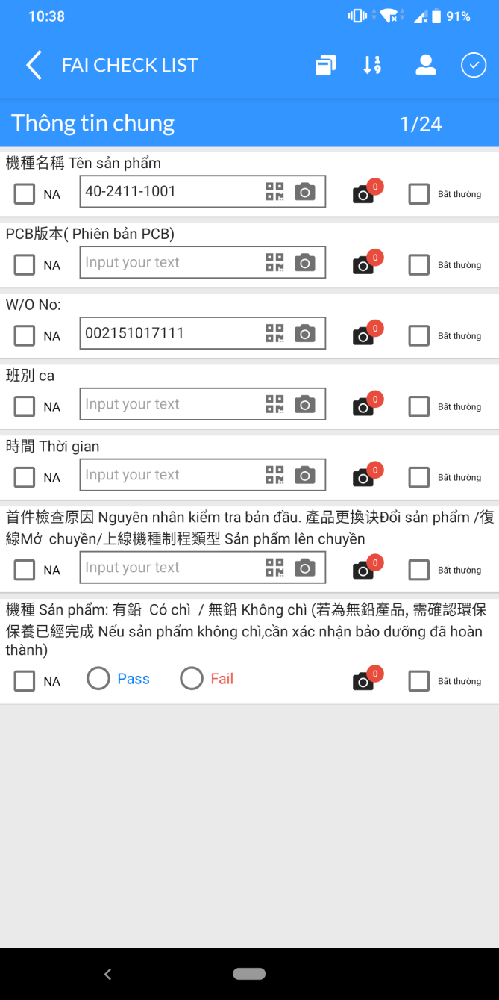 10:38
91%
FAI CHECK LIST
Thông tin chung 1/24
機種名稱 Tên sản phẩm
NA 40-2411-1001 0 Bất thường
PCB版本( Phiên bản PCB)
NA Input your text 0 Bất thường
W/O No:
NA 002151017111 0 Bất thường
班別 ca
NA Input your text 0 Bất thường
時間 Thời gian
NA Input your text 0 Bất thường
首件檢查原因 Nguyên nhân kiểm tra bản đầu. 產品更換诀Đổi sản phẩm /復
線Mở chuyền/上線機種制程類型 Sản phẩm lên chuyền
NA Input your text 0 Bất thường
機種 Sản phẩm: 有鉛 Có chì / 無鉛 Không chì (若為無鉛產品, 需確認環保
保養已經完成 Nếu sản phẩm không chì,cần xác nhận bảo dưỡng đã hoàn
thành)
NA Pass Fail 0 Bất thường